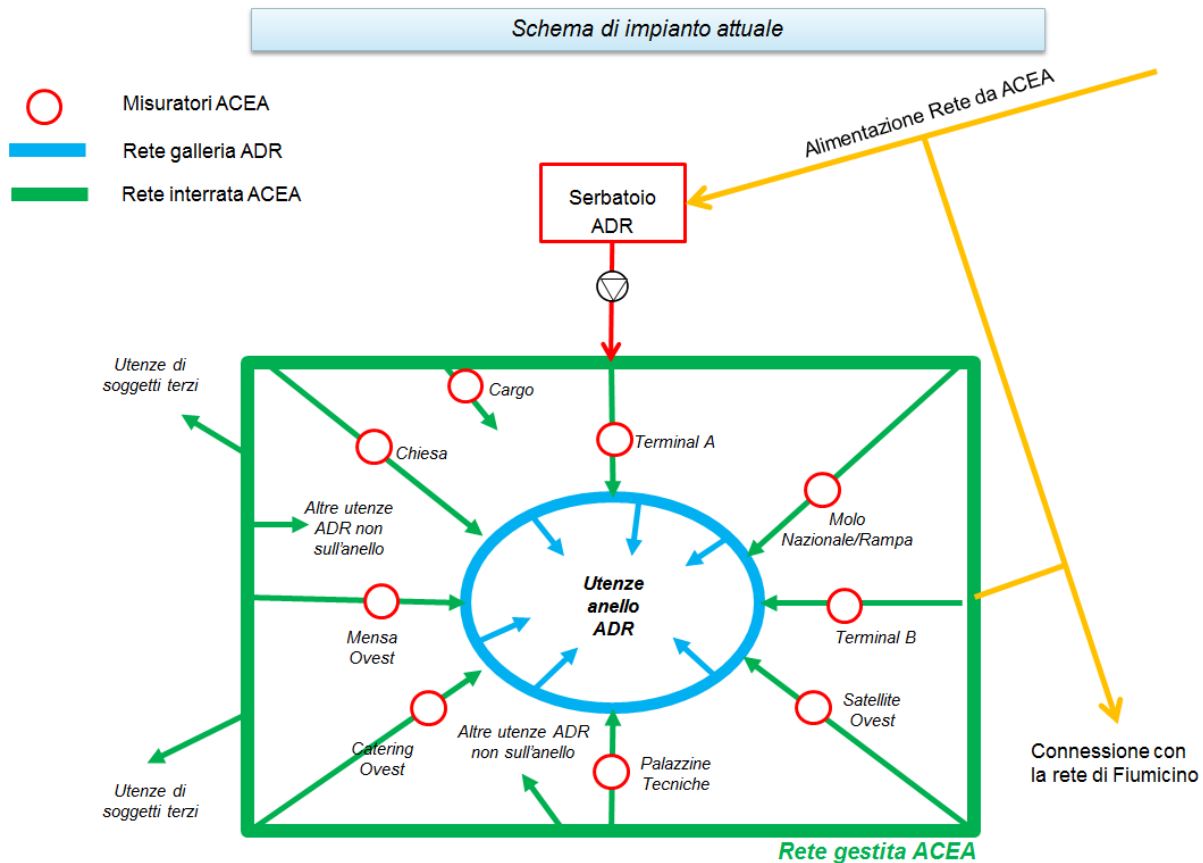 Schema di impianto attuale
Misuratori ACEA
Rete galleria ADR
Rete interrata ACEA
Alimentazione Rete da ACEA
Serbatoio
ADR
Utenze di
soggetti terzi
Cargo
Chiesa
Terminal A
Altre utenze
ADR non
sull'anello
Molo
Nazionale/Rampa
Utenze
anello
ADR
Mensa
Ovest
Terminal B
Satellite
Ovest
Altre utenze ADR
non sull'anello
Catering
Ovest
Palazzine
Tecniche
Utenze di
soggetti terzi
Connessione con
la rete di Fiumicino
Rete gestita ACEA